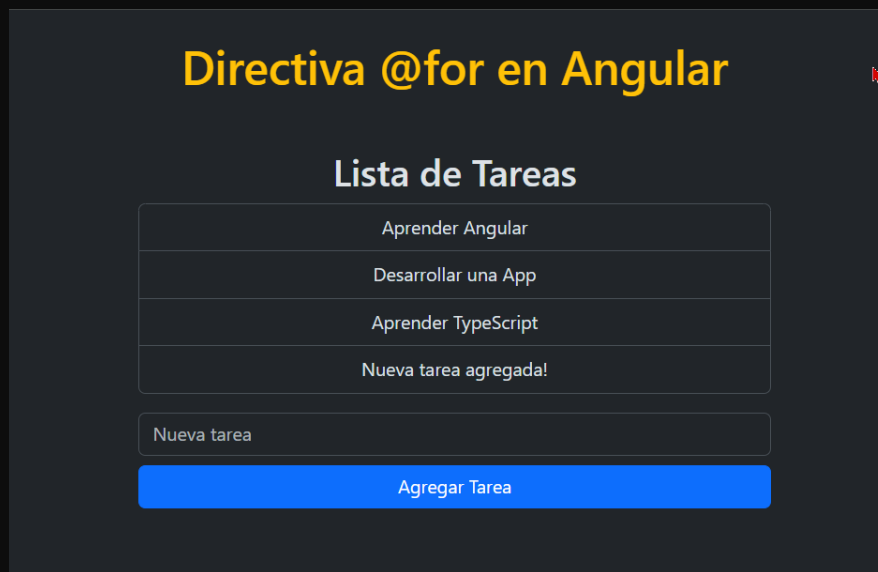 Directiva @for en Angular
Lista de Tareas
Aprender Angular
Desarrollar una App
Aprender TypeScript
Nueva tarea agregada!
Nueva tarea
Agregar Tarea